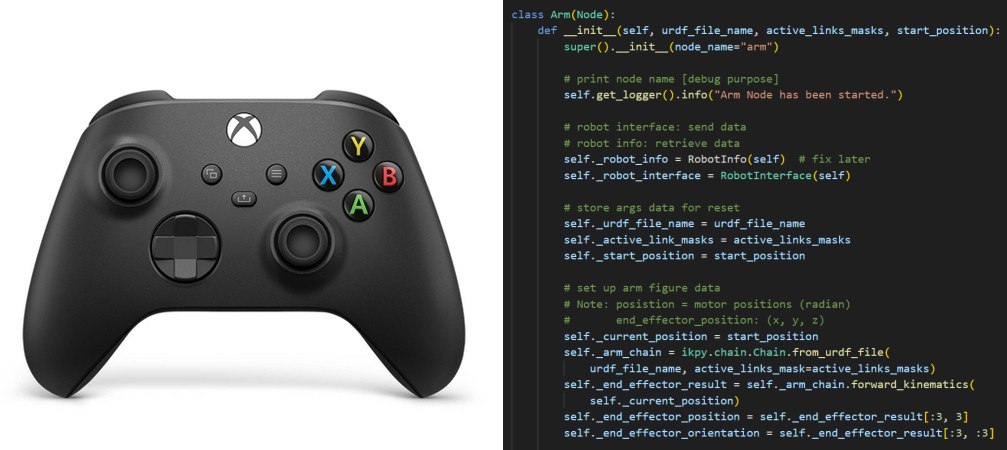 Y
X
B
A
class Arm(Node):
    def __init__(self, urdf_file_name, active_links_masks, start_position):
        super().__init__(node_name="arm")
        # print node name [debug purpose]
        self.get_logger().info("Arm Node has been started.")
        # robot interface: send data
        # robot info: retrieve data
        self._robot_info = RobotInfo(self)  # fix later
        self._robot_interface = RobotInterface(self)
        # store args data for reset
        self._urdf_file_name = urdf_file_name
        self._active_link_masks = active_links_masks
        self._start_position = start_position
        # set up arm figure data
        # Note: posistion = motor positions (radian)
        #       end_effector_position: (x, y, z)
        self._current_position = start_position
        self._arm_chain = ikpy.chain.Chain.from_urdf_file(
            urdf_file_name, active_links_mask=active_links_masks)
        self._end_effector_result = self._arm_chain.forward_kinematics(
            self._current_position)
        self._end_effector_position = self._end_effector_result[:3, 3]
        self._end_effector_orientation = self._end_effector_result[:3, :3]